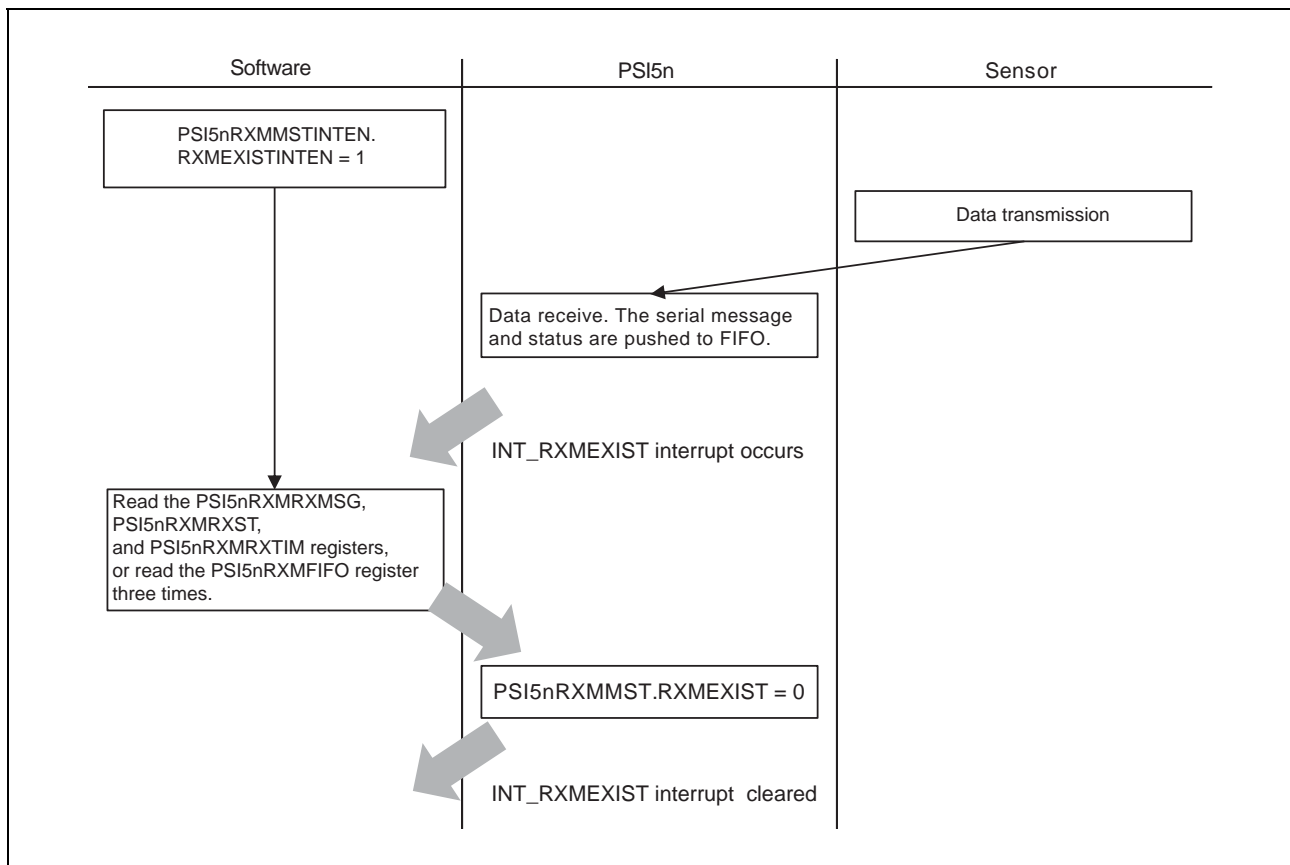 Software
PSI5n
Sensor
PSI5nRXMMSTINTEN.
RXMEXISTINTEN = 1
Data transmission
Data receive. The serial message
and status are pushed to FIFO.
INT_RXMEXIST interrupt occurs
Read the PSI5nRXMRXMSG,
PSI5nRXMRXST,
and PSI5nRXMRXTIM registers,
or read the PSI5nRXMFIFO register
three times.
PSI5nRXMMST.RXMEXIST = 0
INT_RXMEXIST interrupt cleared